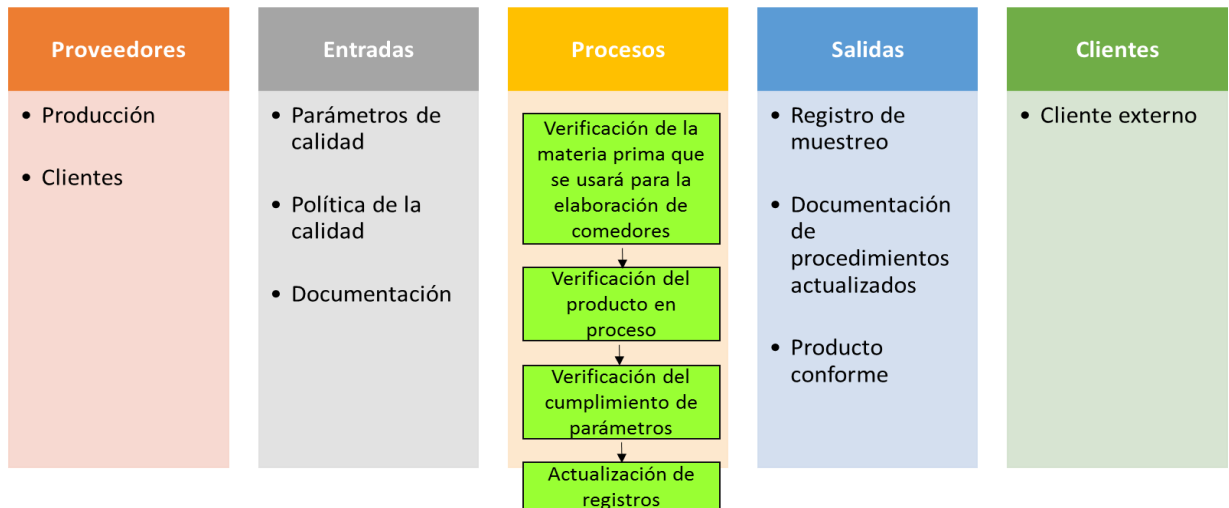 Proveedores
• Producción
• Clientes
Entradas
• Parámetros de
calidad
• Política de la
calidad
• Documentación
Procesos
Verificación de la
materia prima que
se usará para la
elaboración de
comedores
Verificación del
producto en
proceso
Verificación del
cumplimiento de
parámetros
Actualización de
registros
Salidas
• Registro de
muestreo
• Documentación
de
procedimientos
actualizados
• Producto
conforme
Clientes
• Cliente externo